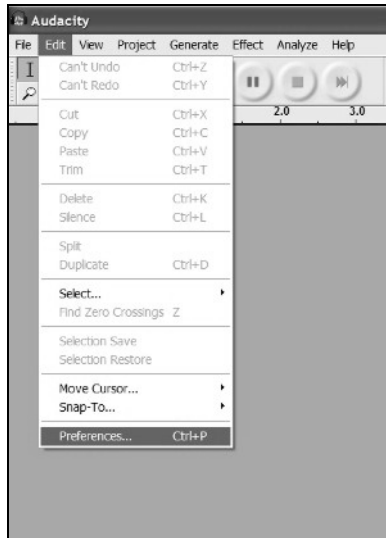 Audacity
File Edit View Project Generate Effect Analyze Help
Can't Undo Ctrl+Z
Can't Redo Ctrl+Y
2.0 3.0
Cut Ctrl+X
Copy Ctrl+C
Paste Ctrl+V
Trim Ctrl+T
Delete Ctrl+K
Silence Ctrl+L
Split
Duplicate Ctrl+D
Select...
Find Zero Crossings Z
Selection Save
Selection Restore
Move Cursor...
Snap-To...
Preferences... Ctrl+P